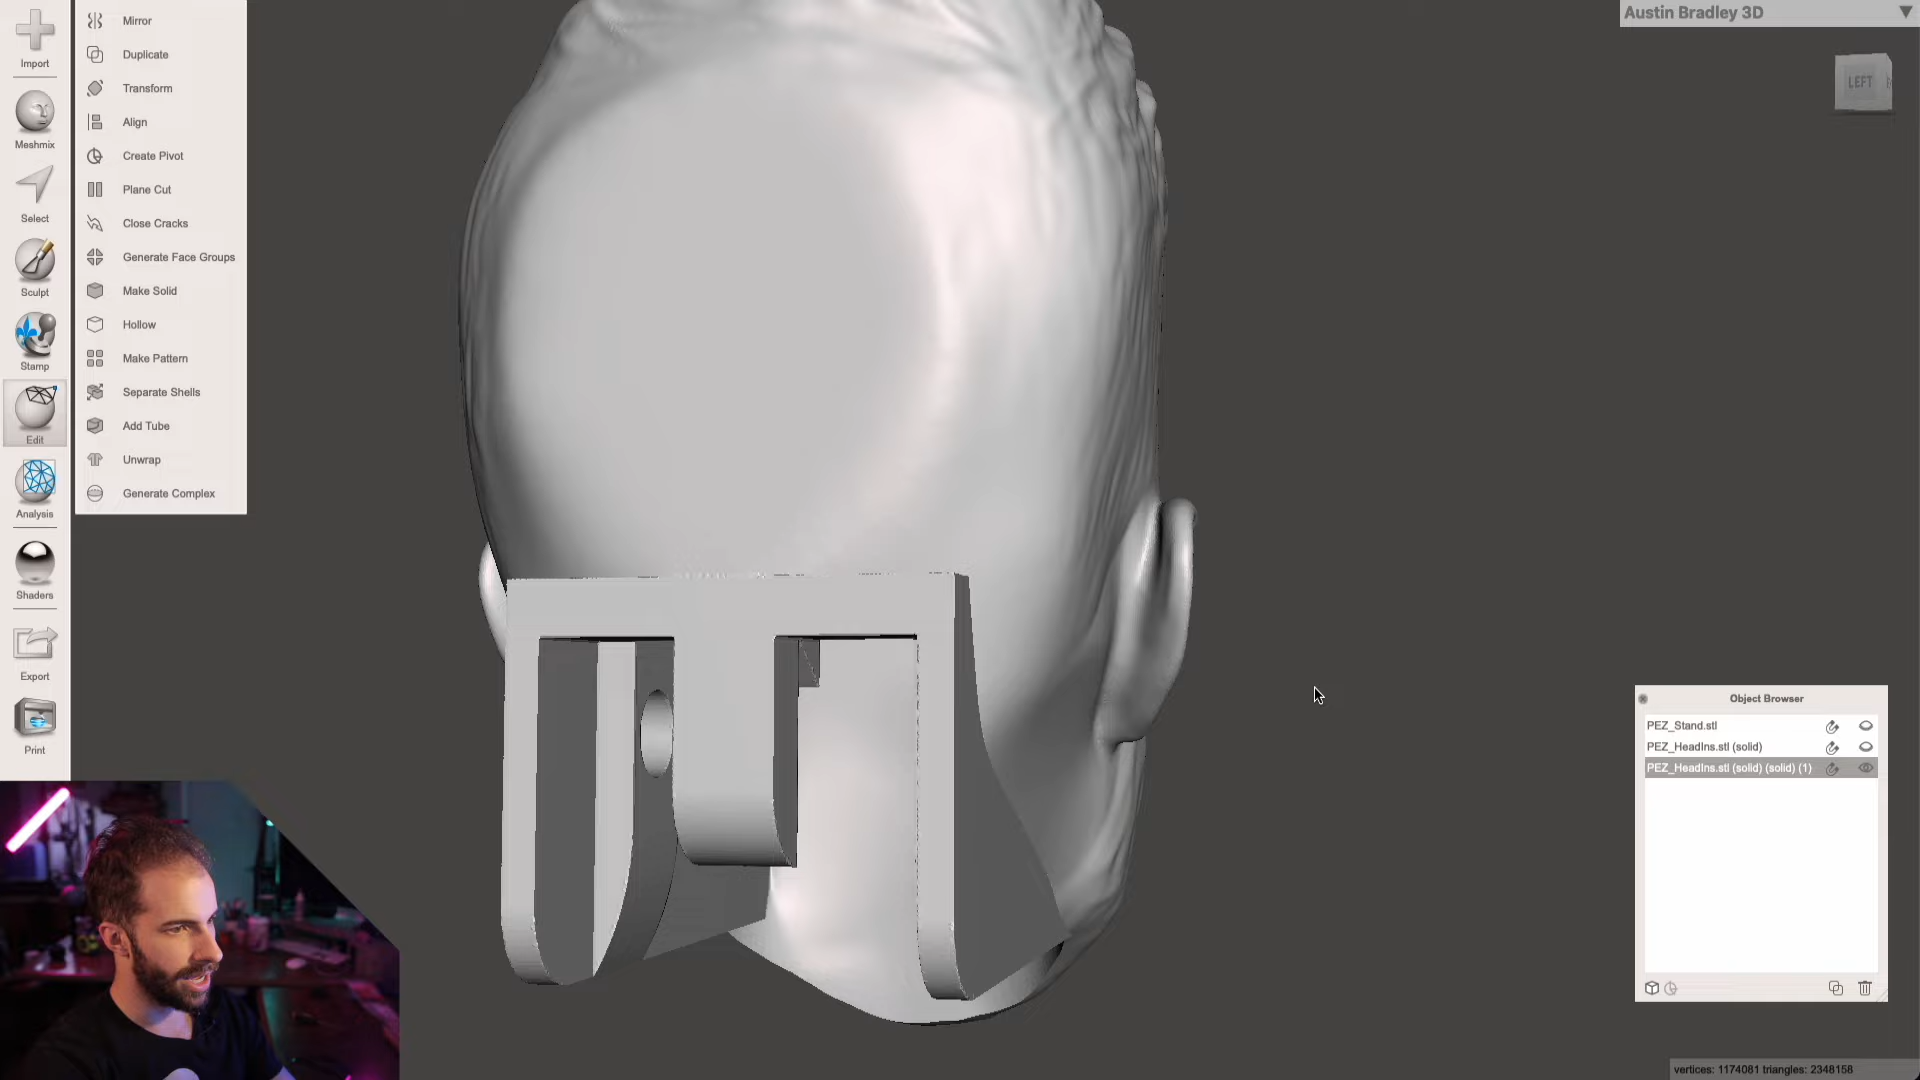 Import
Meshmix
Select
Sculpt
Stamp
Edit
Analysis
Shaders
Export
Print
Mirror
Duplicate
Transform
Align
Create Pivot
Plane Cut
Close Cracks
Generate Face Groups
Make Solid
Hollow
Make Pattern
Separate Shells
Add Tube
Unwrap
Generate Complex
Austin Bradley 3D
LEFT
Object Browser
PEZ_Stand.stl
PEZ_HeadIns.stl (solid)
PEZ_HeadIns.stl (solid) (solid) (1)
vertices: 1174081 triangles: 2348158